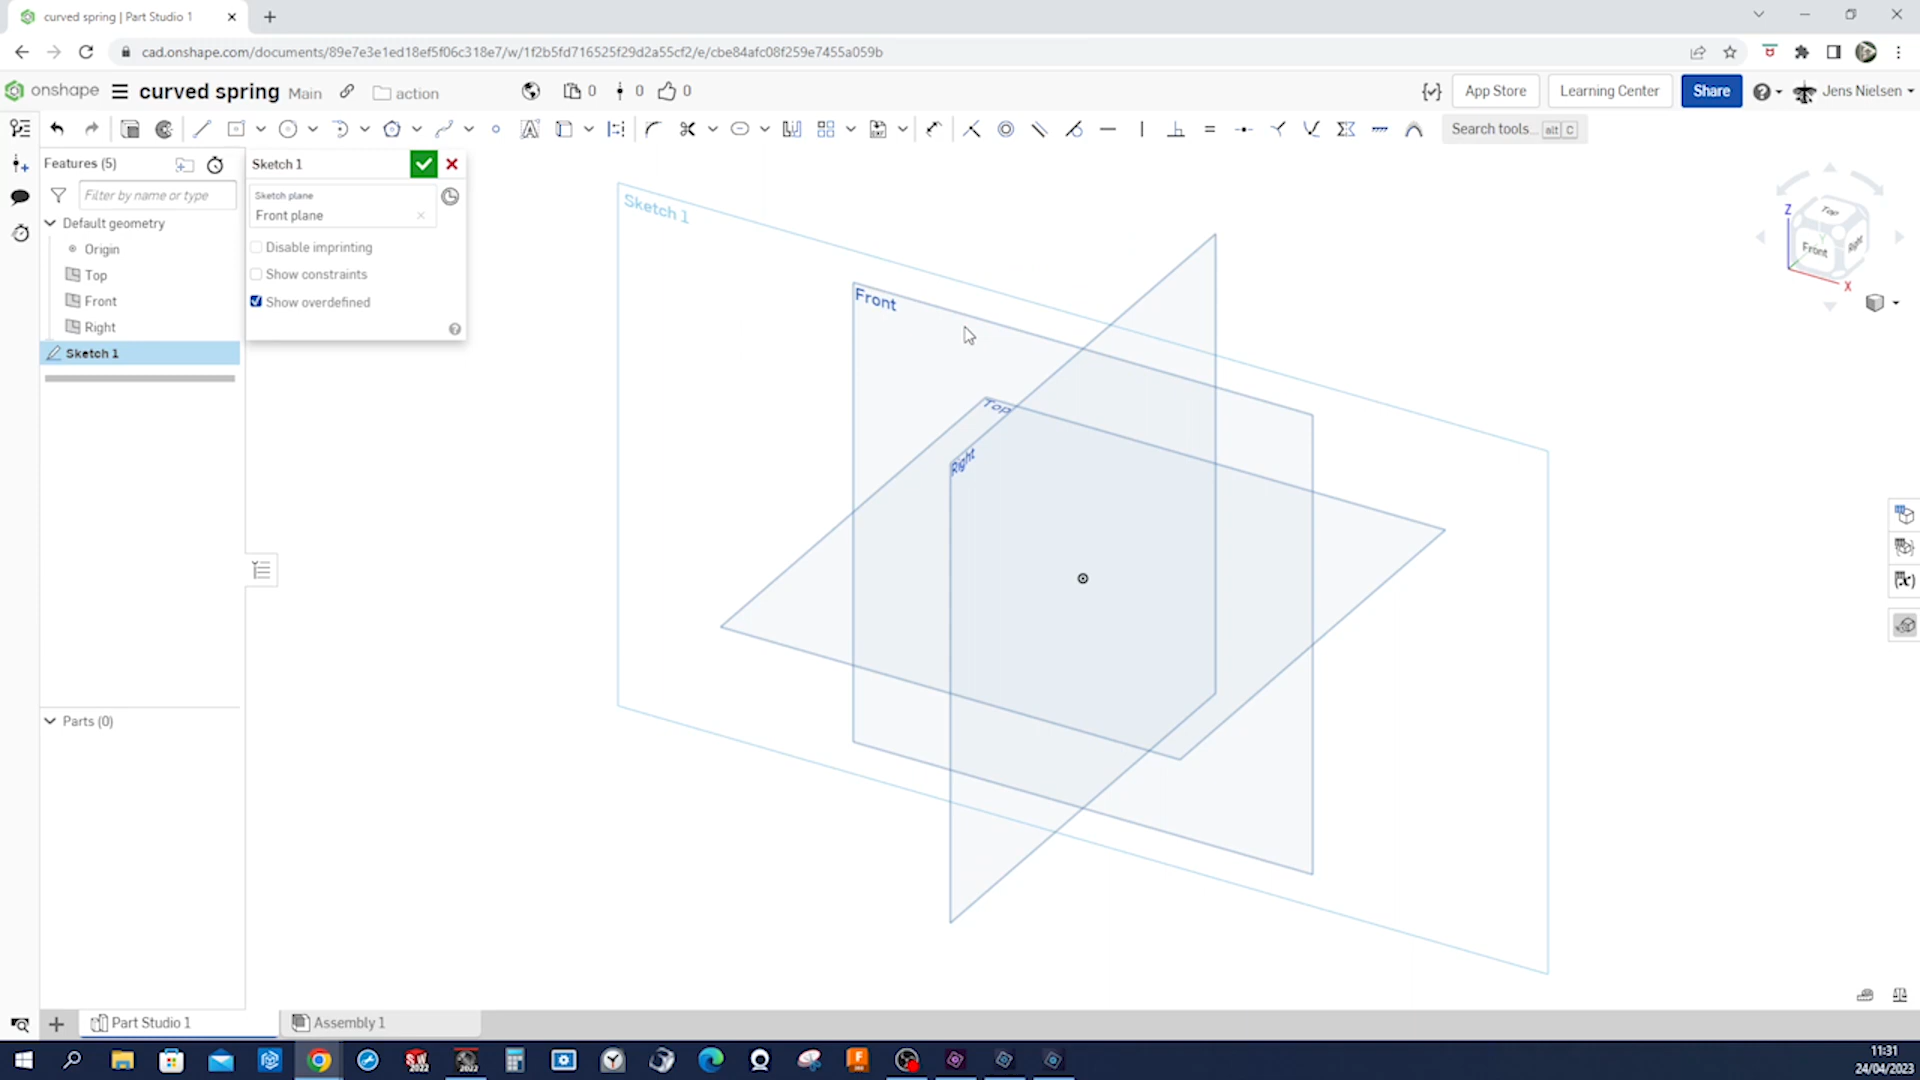 curved spring | Part Studio 1
cad.onshape.com/documents/89e7e3e1ed18ef5f06c318e7/w/1f2b5fd716525f29d2a55cf2/e/cbe84afc08f259e7455a059b
onshape
curved spring
Main
action
0
0
0
App Store
Learning Center
Share
Jens Nielsen
Search tools...
alt
C
Features (5)
Filter by name or type
Default geometry
Origin
Top
Front
Right
Sketch 1
Parts (0)
Sketch 1
Sketch plane
Front plane
Disable imprinting
Show constraints
Show overdefined
Sketch 1
Front
Top
Right
Z
Top
Front
Right
Y
X
Part Studio 1
Assembly 1
SW
2022
2022
F
11:31
24/04/2023